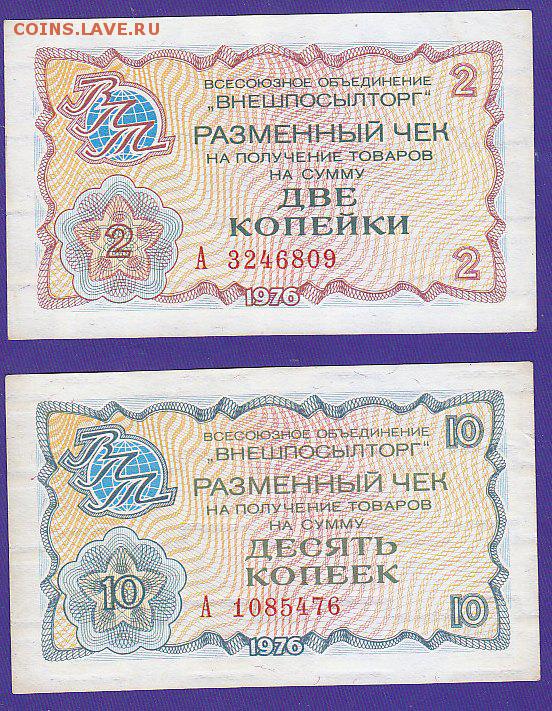 COINS.LAVE.РУ
ВПТ
ВСЕСОЮЗНОЕ ОБЪЕДИНЕНИЕ
„ВНЕШПОСЫЛТОРГ“
РАЗМЕННЫЙ ЧЕК
НА ПОЛУЧЕНИЕ ТОВАРОВ
НА СУММУ
ДВЕ
КОПЕЙКИ
2
2
А 3246809
2
1976
ВПТ
ВСЕСОЮЗНОЕ ОБЪЕДИНЕНИЕ
„ВНЕШПОСЫЛТОРГ“
РАЗМЕННЫЙ ЧЕК
НА ПОЛУЧЕНИЕ ТОВАРОВ
НА СУММУ
ДЕСЯТЬ
КОПЕЕК
10
10
А 1085476
10
1976